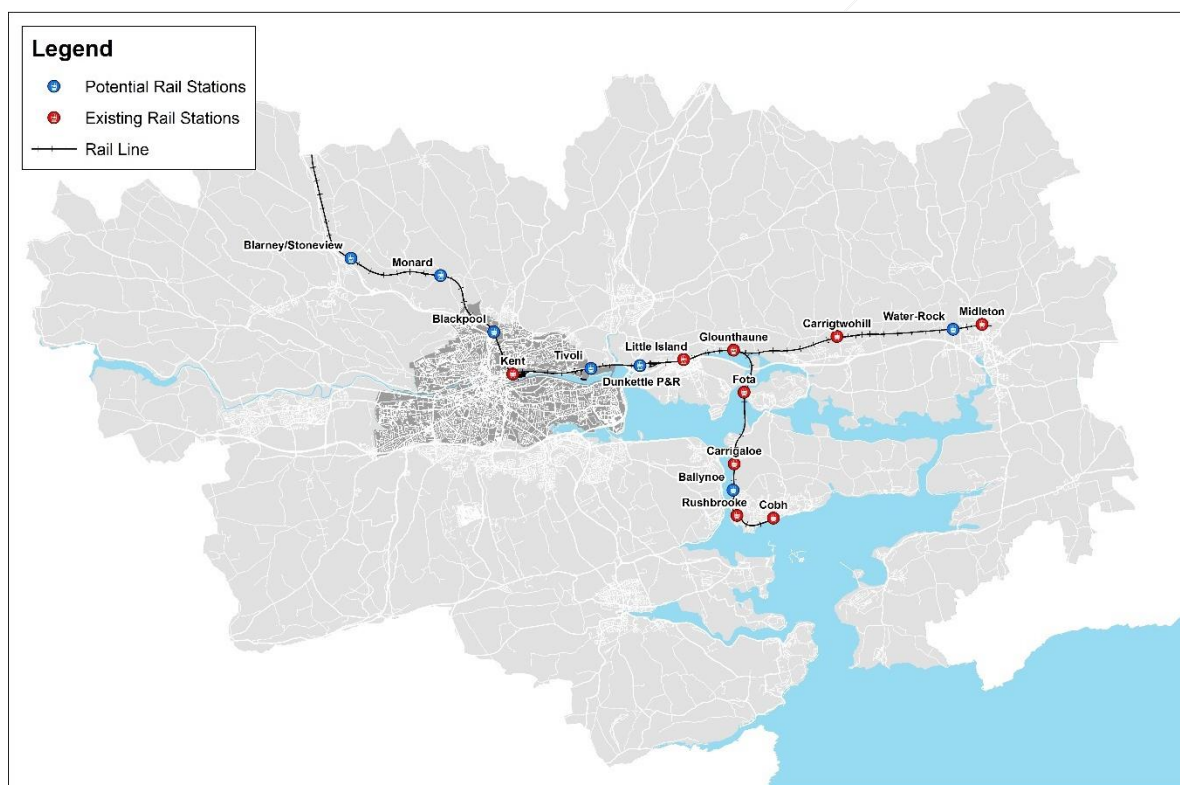 Legend
Potential Rail Stations
Existing Rail Stations
Rail Line
Blarney/Stoneview
Monard
Blackpool
Kent
Tivoli
Little Island
Dunkettle P&R
Glounthaune
Carrigtwohill
Water-Rock
Midleton
Fota
Carrigaloe
Ballynoe
Rushbrooke
Cobh